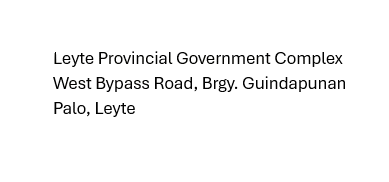 Leyte Provincial Government Complex
West Bypass Road, Brgy. Guindapunan
Palo, Leyte